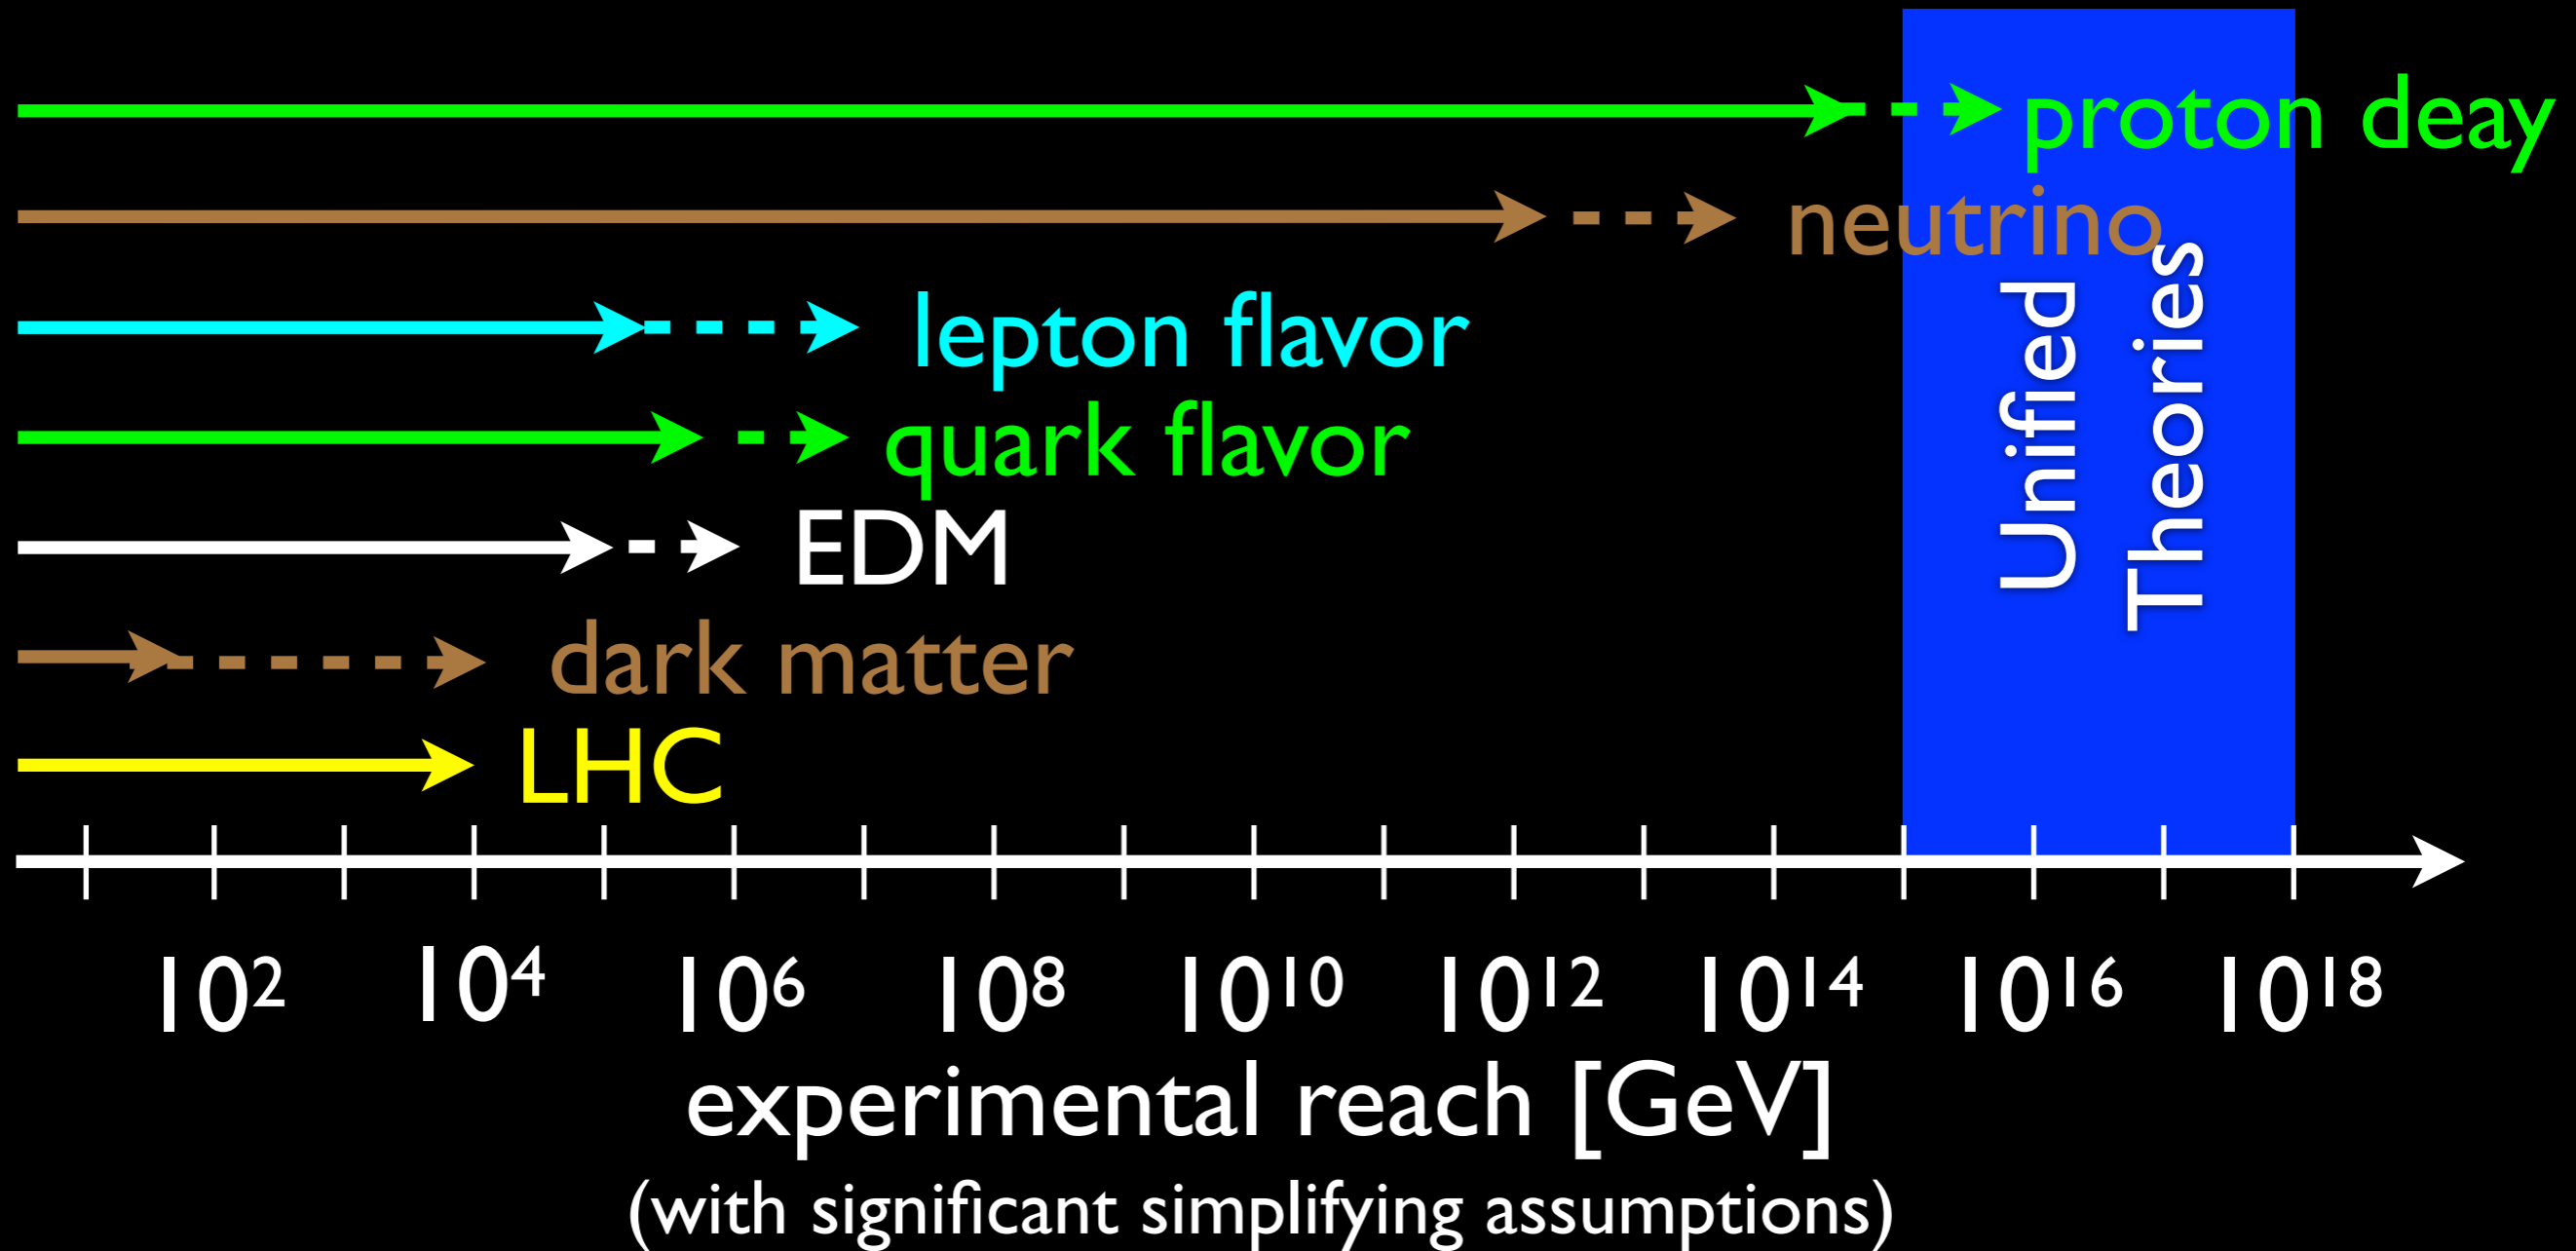 proton deay
neutrino
Unified
Theories
lepton flavor
quark flavor
EDM
dark matter
LHC
10² 10⁴ 10⁶ 10⁸ 10¹⁰ 10¹² 10¹⁴ 10¹⁶ 10¹⁸
experimental reach [GeV]
(with significant simplifying assumptions)